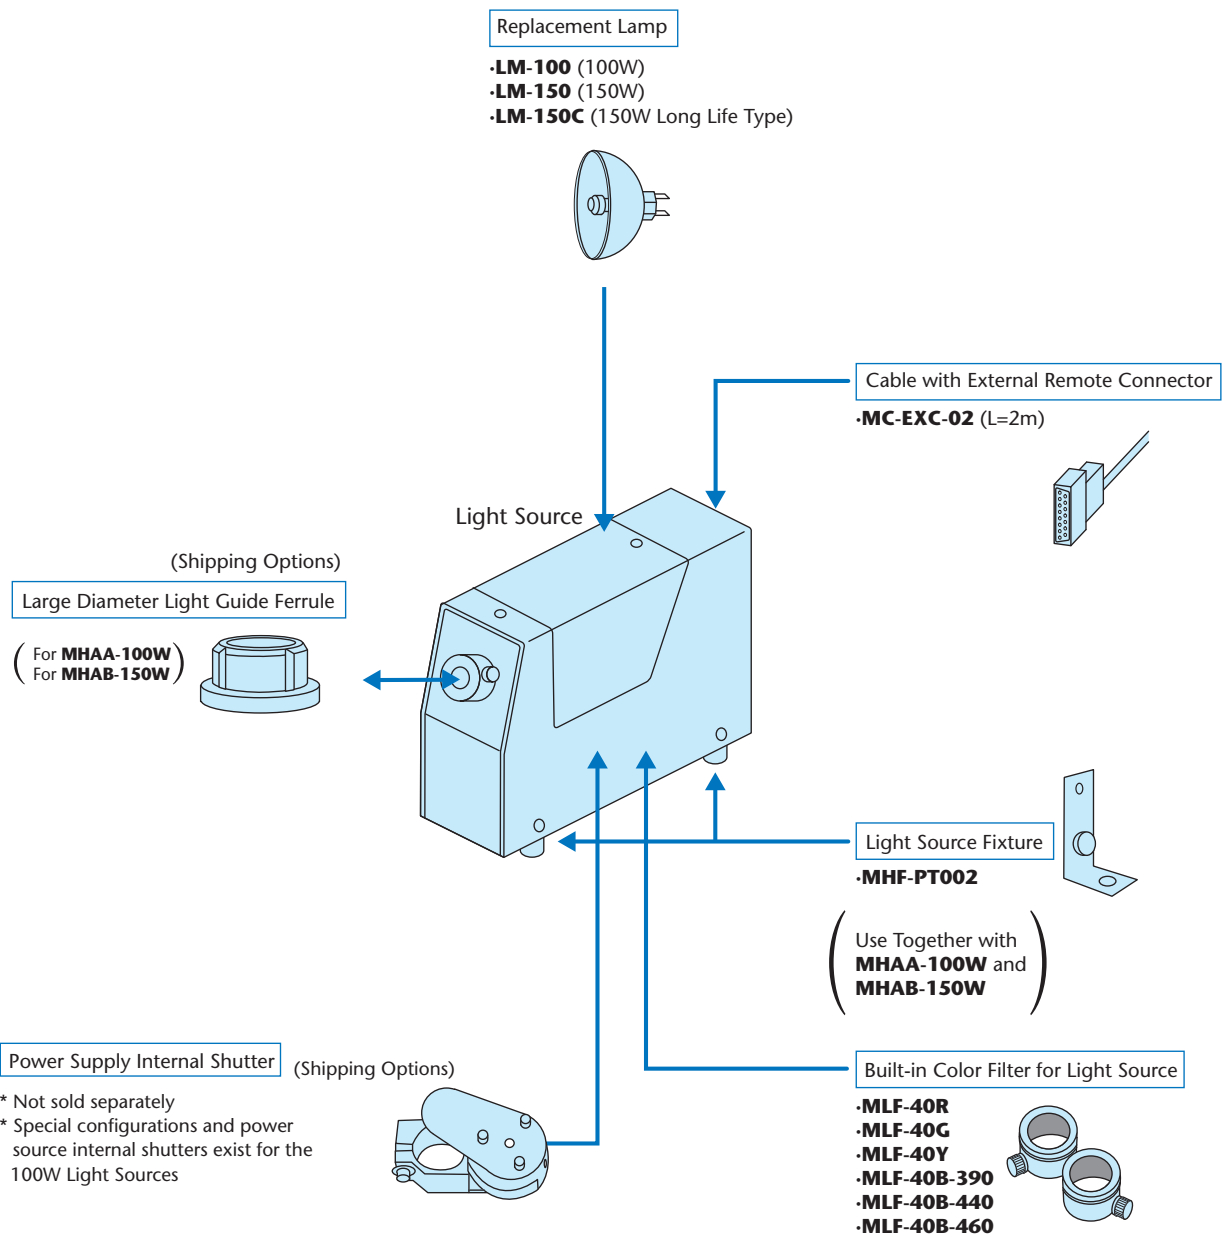 Replacement Lamp
·LM-100 (100W)
·LM-150 (150W)
·LM-150C (150W Long Life Type)
Cable with External Remote Connector
·MC-EXC-02 (L=2m)
Light Source
(Shipping Options)
Large Diameter Light Guide Ferrule
( For MHAA-100W
For MHAB-150W )
Light Source Fixture
·MHF-PT002
( Use Together with
MHAA-100W and
MHAB-150W )
Power Supply Internal Shutter (Shipping Options)
* Not sold separately
* Special configurations and power
source internal shutters exist for the
100W Light Sources
Built-in Color Filter for Light Source
·MLF-40R
·MLF-40G
·MLF-40Y
·MLF-40B-390
·MLF-40B-440
·MLF-40B-460